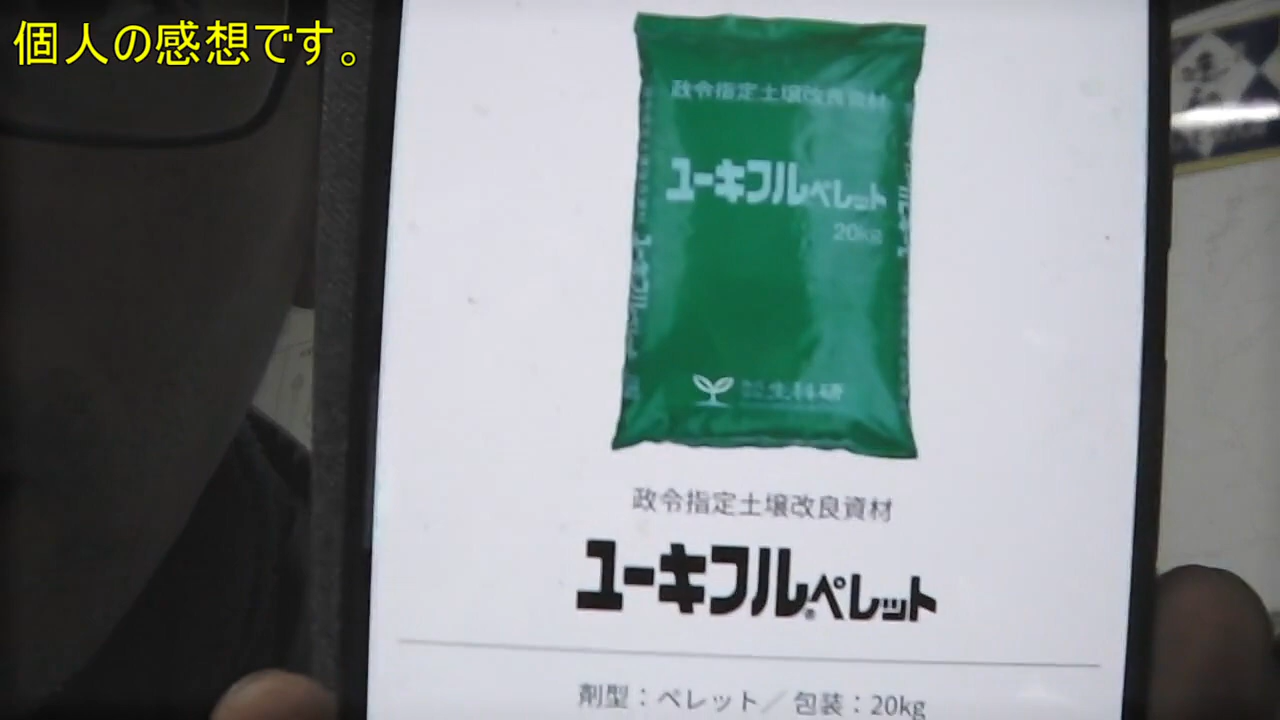 個人の感想です。
政令指定土壌改良資材
ユーキフルペレット
20kg
生科研
政令指定土壌改良資材
ユーキフル®ペレット
剤型：ペレット／包装：20kg